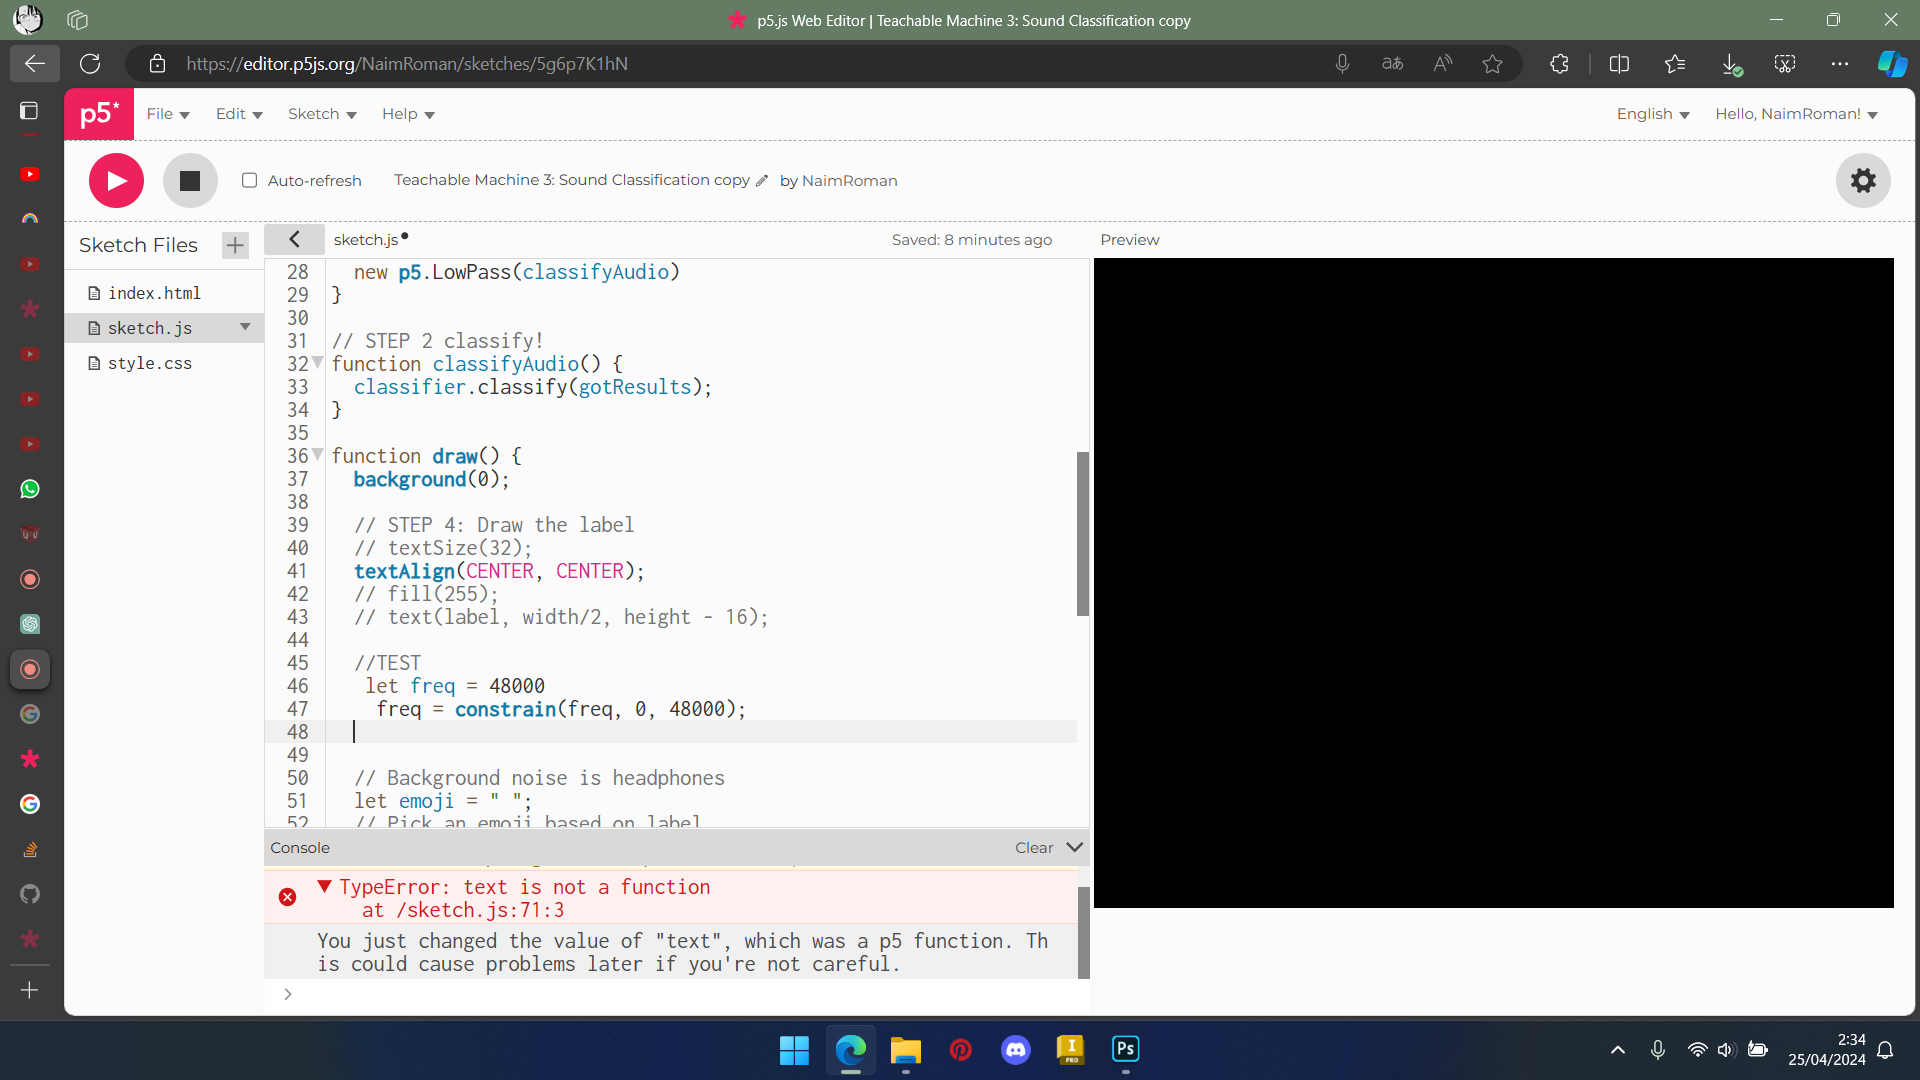 p5.js Web Editor | Teachable Machine 3: Sound Classification copy
https://editor.p5js.org/NaimRoman/sketches/5g6p7K1hN
p5* File Edit Sketch Help English Hello, NaimRoman!
Auto-refresh Teachable Machine 3: Sound Classification copy by NaimRoman
Sketch Files
index.html
sketch.js
style.css
sketch.js Saved: 8 minutes ago Preview
28 new p5.LowPass(classifyAudio)
29 }
30
31 // STEP 2 classify!
32 function classifyAudio() {
33 classifier.classify(gotResults);
34 }
35
36 function draw() {
37 background(0);
38
39 // STEP 4: Draw the label
40 // textSize(32);
41 textAlign(CENTER, CENTER);
42 // fill(255);
43 // text(label, width/2, height - 16);
44
45 //TEST
46 let freq = 48000
47 freq = constrain(freq, 0, 48000);
48
49
50 // Background noise is headphones
51 let emoji = " ";
52 // Pick an emoji based on label
Console Clear
TypeError: text is not a function
at /sketch.js:71:3
You just changed the value of "text", which was a p5 function. Th
is could cause problems later if you're not careful.
2:34
25/04/2024